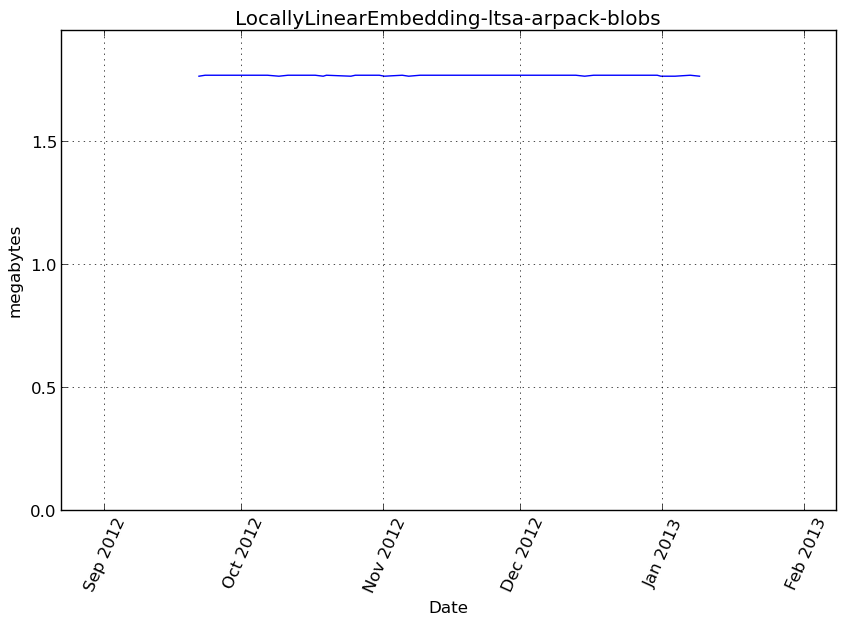 LocallyLinearEmbedding-ltsa-arpack-blobs
megabytes
1.5
1.0
0.5
0.0
Sep 2012
Oct 2012
Nov 2012
Dec 2012
Jan 2013
Feb 2013
Date